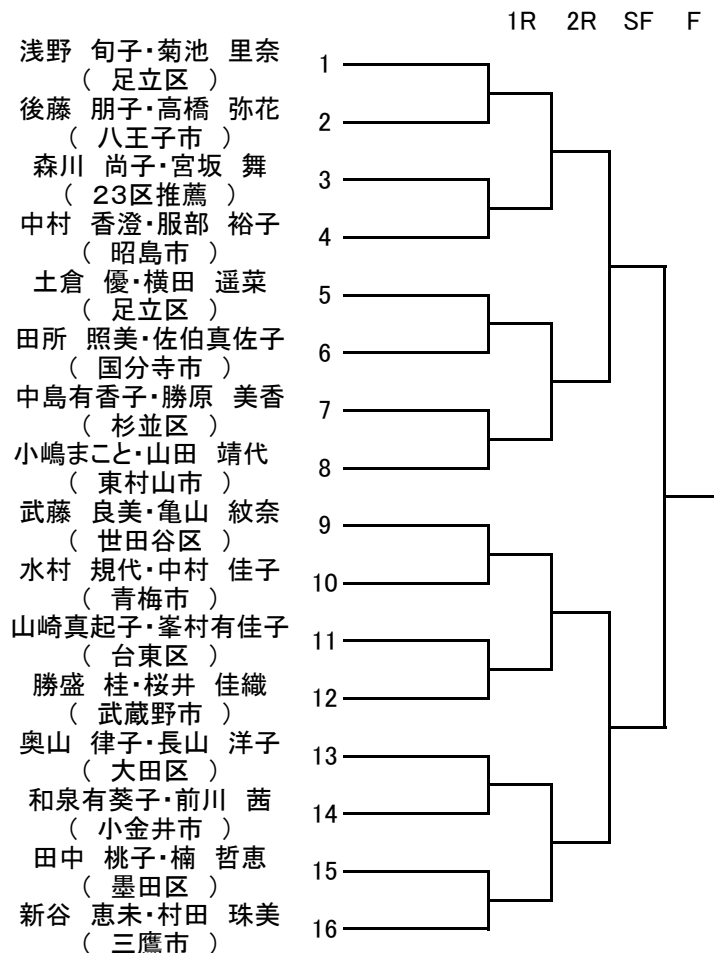 1R 2R SF F
浅野 旬子・菊池 里奈
( 足立区 )
1
後藤 朋子・高橋 弥花
( 八王子市 )
2
森川 尚子・宮坂 舞
( 23区推薦 )
3
中村 香澄・服部 裕子
( 昭島市 )
4
土倉 優・横田 遥菜
( 足立区 )
5
田所 照美・佐伯真佐子
( 国分寺市 )
6
中島有香子・勝原 美香
( 杉並区 )
7
小嶋まこと・山田 靖代
( 東村山市 )
8
武藤 良美・亀山 紋奈
( 世田谷区 )
9
水村 規代・中村 佳子
( 青梅市 )
10
山崎真起子・峯村有佳子
( 台東区 )
11
勝盛 桂・桜井 佳織
( 武蔵野市 )
12
奥山 律子・長山 洋子
( 大田区 )
13
和泉有葵子・前川 茜
( 小金井市 )
14
田中 桃子・楠 哲恵
( 墨田区 )
15
新谷 恵未・村田 珠美
( 三鷹市 )
16